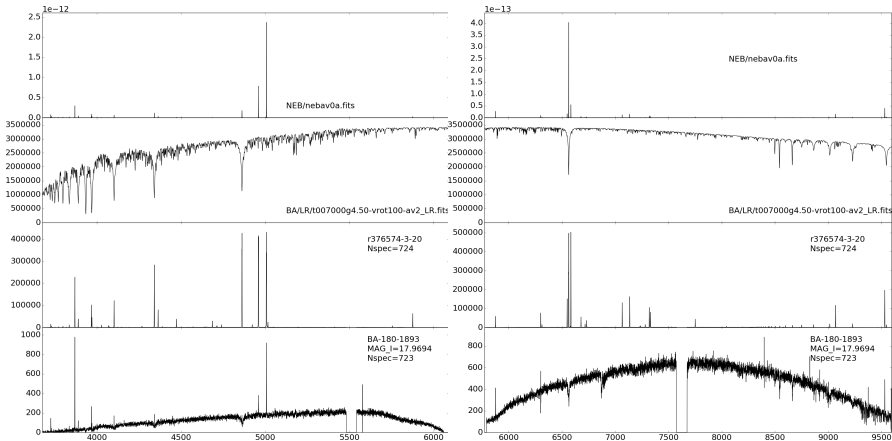 1e−12
2.5
2.0
1.5
1.0
0.5
0.0
NEB/nebav0a.fits
1e−13
4.0
3.5
3.0
2.5
2.0
1.5
1.0
0.5
0.0
NEB/nebav0a.fits
3500000
3000000
2500000
2000000
1500000
1000000
500000
0
BA/LR/t007000g4.50-vrot100-av2_LR.fits
3500000
3000000
2500000
2000000
1500000
1000000
500000
0
BA/LR/t007000g4.50-vrot100-av2_LR.fits
400000
300000
200000
100000
0
r376574-3-20
Nspec=724
500000
400000
300000
200000
100000
0
r376574-3-20
Nspec=724
1000
800
600
400
200
0
BA-180-1893
MAG_I=17.9694
Nspec=723
800
600
400
200
0
BA-180-1893
MAG_I=17.9694
Nspec=723
4000 4500 5000 5500 6000
6000 6500 7000 7500 8000 8500 9000 9500